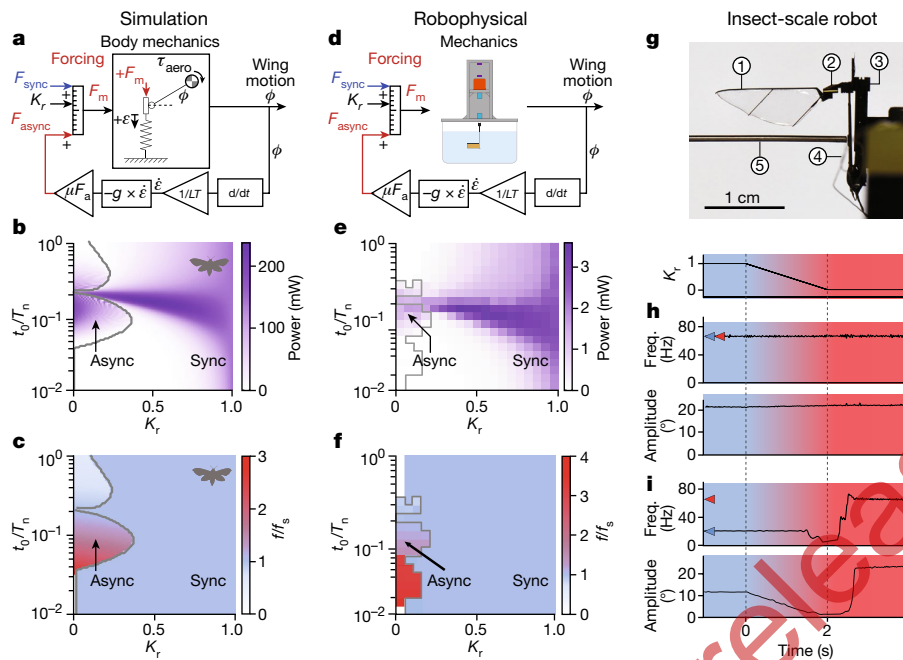 Simulation
Robophysical
Insect-scale robot
a
Body mechanics
Forcing
F_sync
K_r
F_async
+
+
F_m
+F_m
τ_aero
ϕ
+ε
Wing
motion
ϕ
ϕ
μF_a
−g × ε̇
ε̇
1/LT
d/dt
d
Mechanics
Forcing
F_sync
K_r
F_async
+
+
F_m
Wing
motion
ϕ
ϕ
μF_a
−g × ε̇
ε̇
1/LT
d/dt
g
1
2
3
4
5
1 cm
b
t_0/T_n
10^0
10^-1
10^-2
Async
Sync
0
0.5
1.0
K_r
Power (mW)
200
100
0
e
t_0/T_n
10^0
10^-1
10^-2
Async
Sync
0
0.5
1.0
K_r
Power (mW)
3
2
1
0
c
t_0/T_n
10^0
10^-1
10^-2
Async
Sync
0
0.5
1.0
K_r
f/f_s
3
2
1
0
f
t_0/T_n
10^0
10^-1
10^-2
Async
Sync
0
0.5
1.0
K_r
f/f_s
4
3
2
1
0
K_r
1
0
h
Freq.
(Hz)
80
40
0
Amplitude
(°)
20
10
0
i
Freq.
(Hz)
80
40
0
Amplitude
(°)
20
10
0
0
2
Time (s)
relea